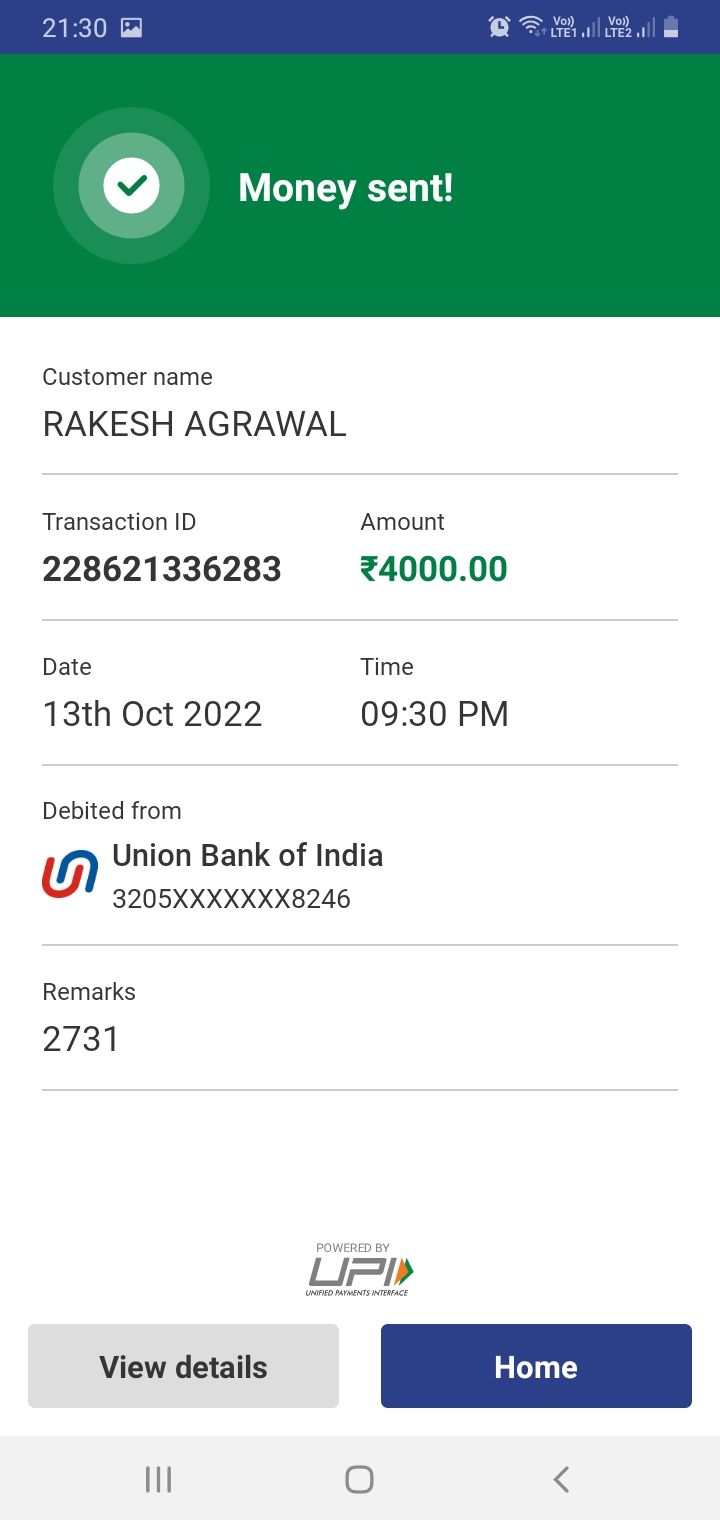 21:30
Vo)) LTE1 Vo)) LTE2
Money sent!
Customer name
RAKESH AGRAWAL
Transaction ID Amount
228621336283 ₹4000.00
Date Time
13th Oct 2022 09:30 PM
Debited from
Union Bank of India
3205XXXXXXX8246
Remarks
2731
POWERED BY
UPI
UNIFIED PAYMENTS INTERFACE
View details Home